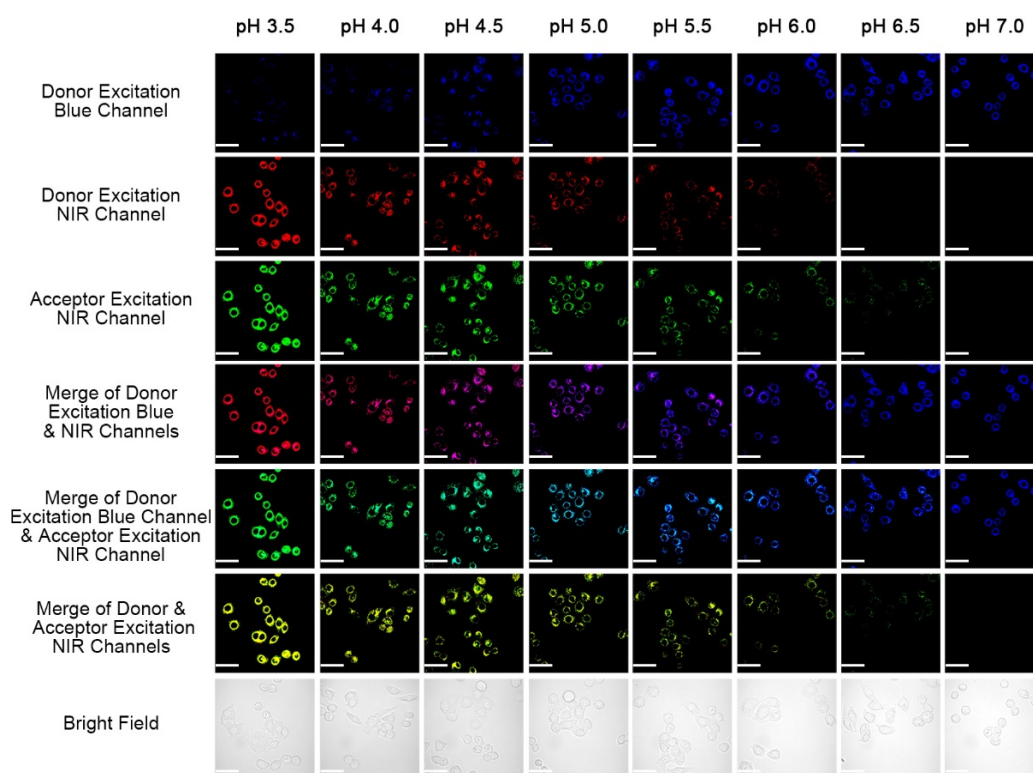 pH 3.5 pH 4.0 pH 4.5 pH 5.0 pH 5.5 pH 6.0 pH 6.5 pH 7.0
Donor Excitation
Blue Channel
Donor Excitation
NIR Channel
Acceptor Excitation
NIR Channel
Merge of Donor
Excitation Blue
& NIR Channels
Merge of Donor
Excitation Blue Channel
& Acceptor Excitation
NIR Channel
Merge of Donor &
Acceptor Excitation
NIR Channels
Bright Field